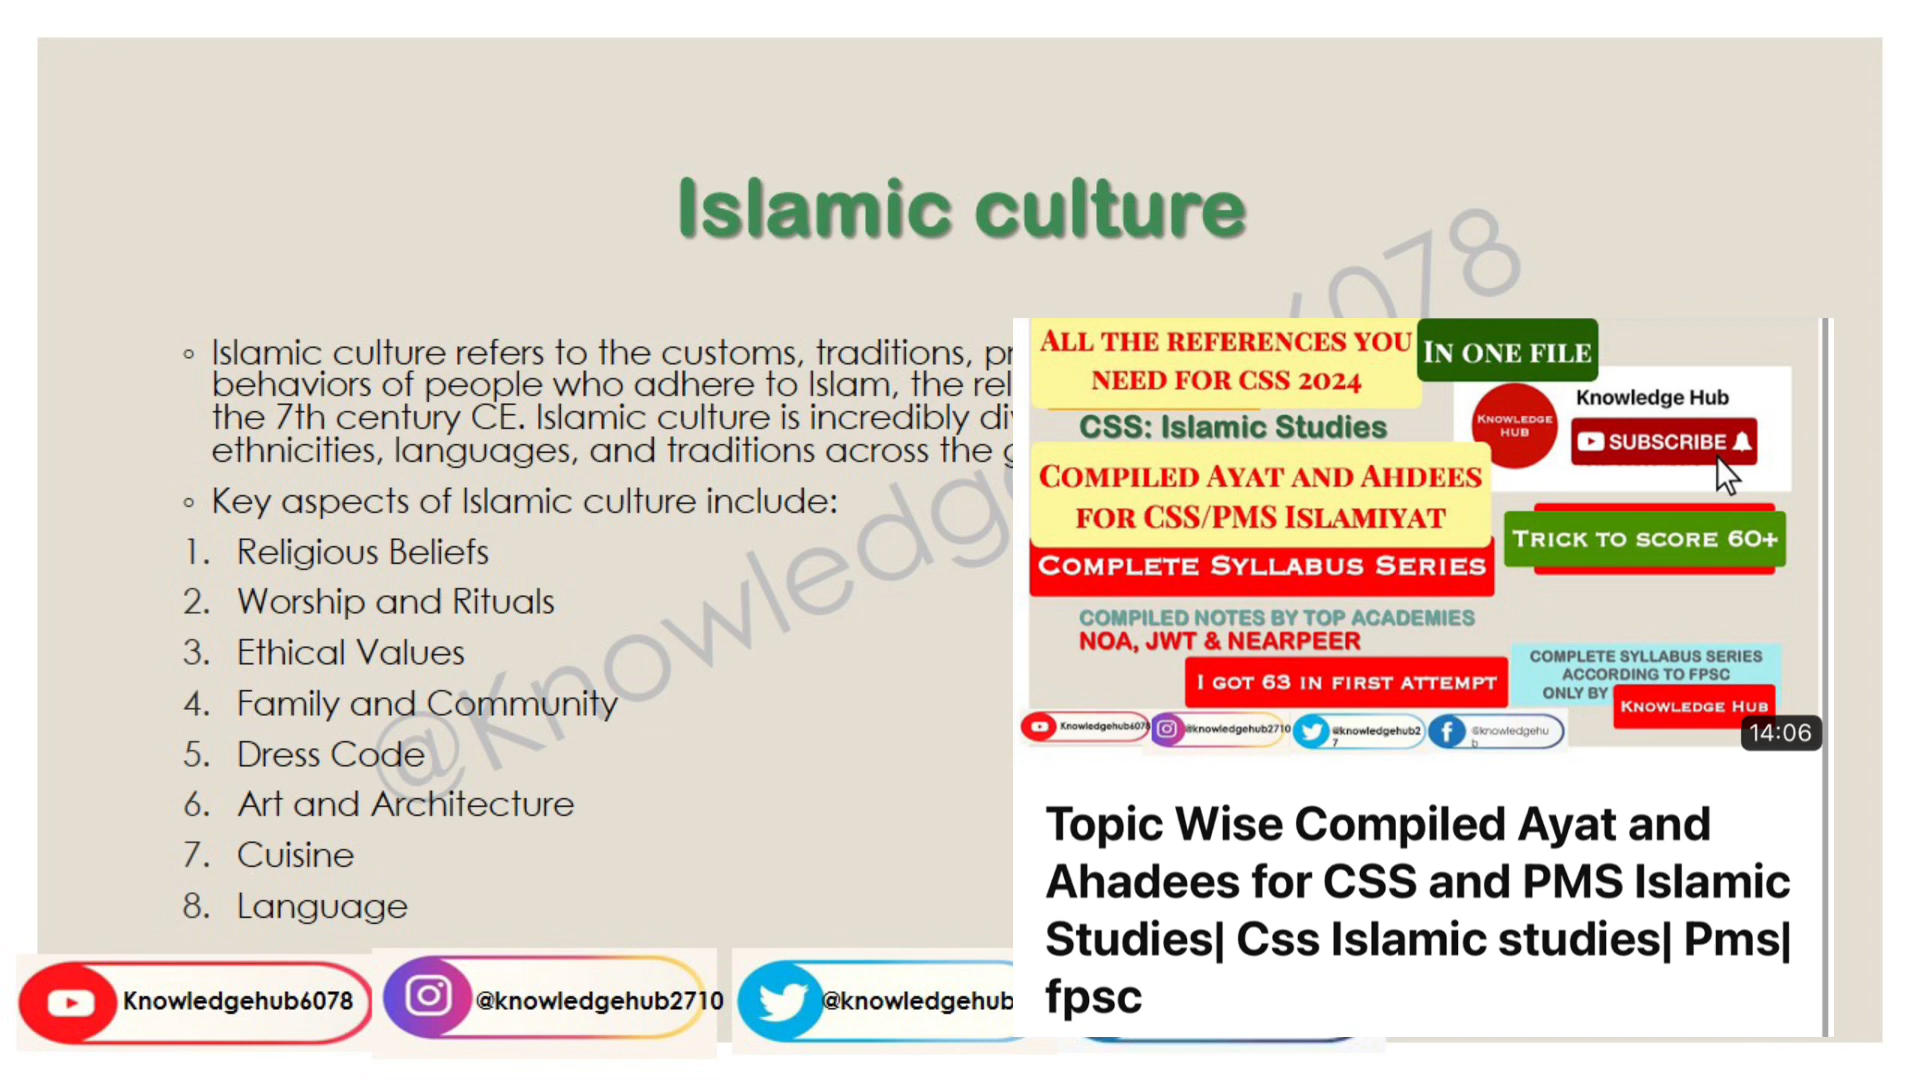 Islamic culture
◦ Islamic culture refers to the customs, traditions,
behaviors of people who adhere to Islam, the
the 7th century CE. Islamic culture is incredibly
ethnicities, languages, and traditions across the
◦ Key aspects of Islamic culture include:
1. Religious Beliefs
2. Worship and Rituals
3. Ethical Values
4. Family and Community
5. Dress Code
6. Art and Architecture
7. Cuisine
8. Language
@Knowledg
6078
ALL THE REFERENCES YOU
NEED FOR CSS 2024
IN ONE FILE
CSS: Islamic Studies
Knowledge Hub
KNOWLEDGE
HUB
SUBSCRIBE
COMPILED AYAT AND AHDEES
FOR CSS/PMS ISLAMIYAT
TRICK TO SCORE 60+
COMPLETE SYLLABUS SERIES
COMPILED NOTES BY TOP ACADEMIES
NOA, JWT & NEARPEER
I GOT 63 IN FIRST ATTEMPT
COMPLETE SYLLABUS SERIES
ACCORDING TO FPSC
ONLY BY
KNOWLEDGE HUB
Knowledgehub6078
@knowledgehub2710
@knowledgehub2
7
@knowledgehu
b
14:06
Topic Wise Compiled Ayat and
Ahadees for CSS and PMS Islamic
Studies| Css Islamic studies| Pms|
fpsc
Knowledgehub6078
@knowledgehub2710
@knowledgehub